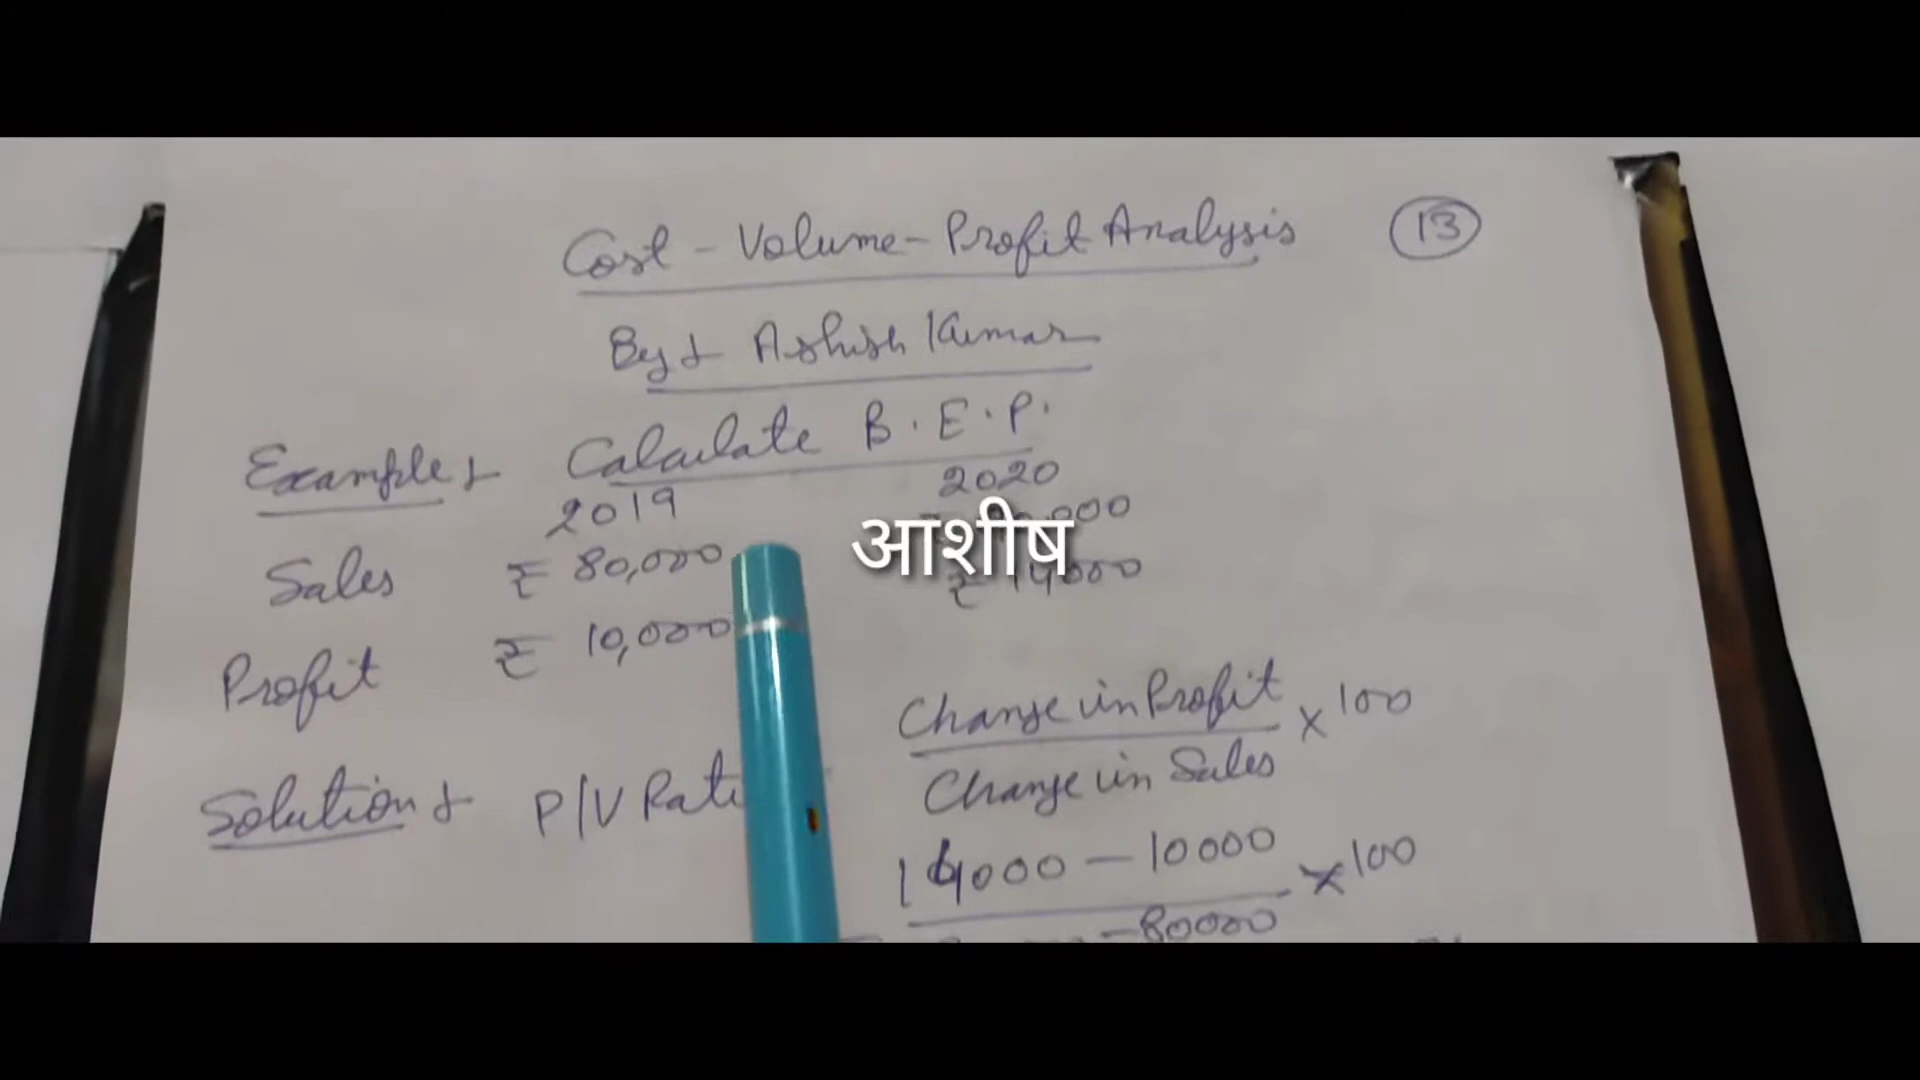 Cost - Volume - Profit Analysis
13
By :- Ashish Kumar
Example :- Calculate B.E.P.
2019 2020
Sales ₹ 80,000
Profit ₹ 10,000 ₹ 14000
आशीष
Solution :- P/V Rati Change in Profit × 100
Change in Sales
14000 - 10000 × 100
- 80000